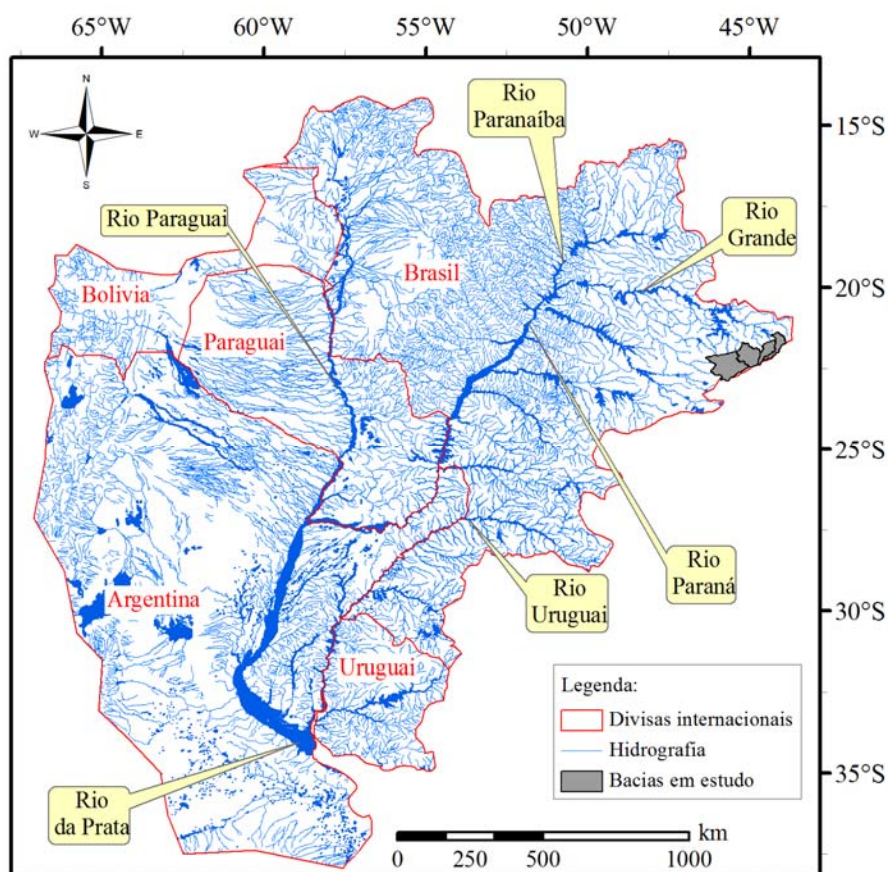 65°W 60°W 55°W 50°W 45°W
N
W E
S
15°S
20°S
25°S
30°S
35°S
Rio
Paranaíba
Rio Paraguai
Rio
Grande
Brasil
Bolivia
Paraguai
Rio
Paraná
Rio
Uruguai
Argentina
Uruguai
Rio
da Prata
Legenda:
Divisas internacionais
Hidrografia
Bacias em estudo
km
0 250 500 1000